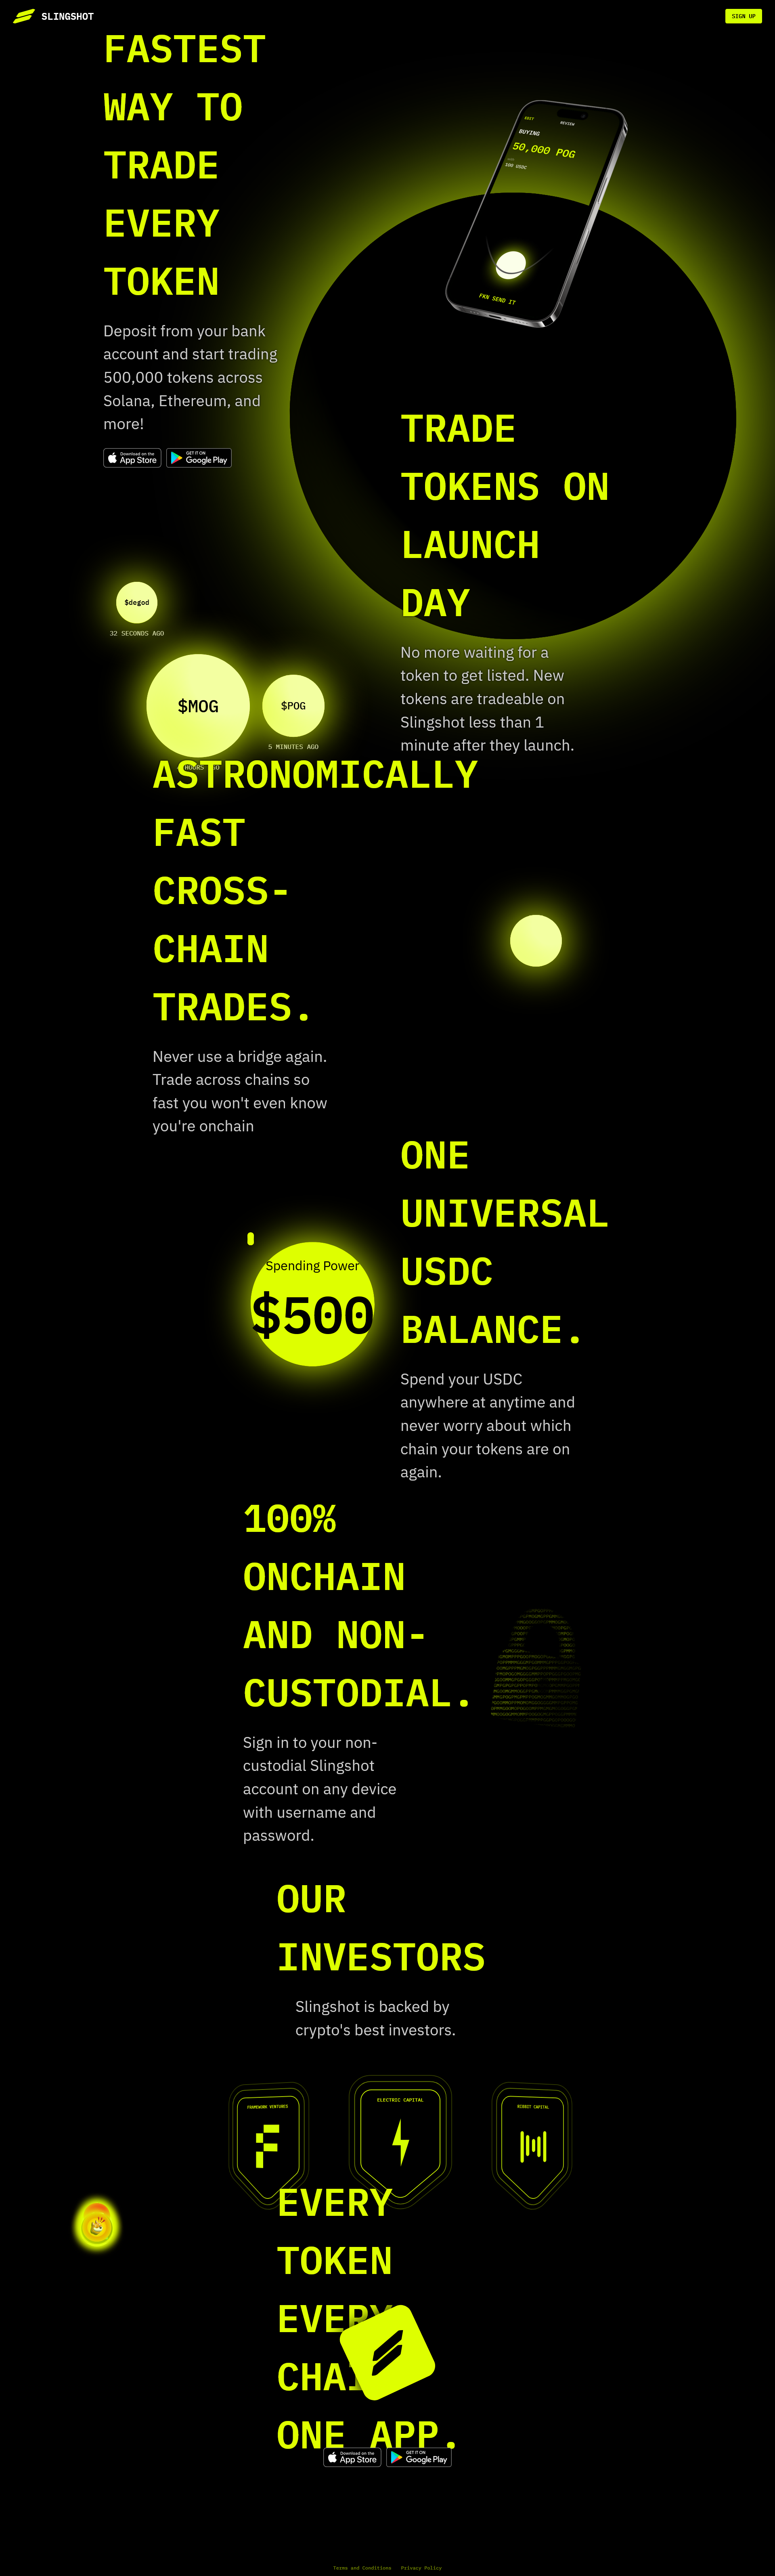 SLINGSHOT
SIGN UP
FASTEST
WAY TO
TRADE
EVERY
TOKEN
Deposit from your bank
account and start trading
500,000 tokens across
Solana, Ethereum, and
more!
Download on the
App Store
GET IT ON
Google Play
EXIT
REVIEW
BUYING
50,000 POG
100 USDC
FKN SEND IT
TRADE
TOKENS ON
LAUNCH
DAY
No more waiting for a
token to get listed. New
tokens are tradeable on
Slingshot less than 1
minute after they launch.
$degod
32 SECONDS AGO
$MOG
$POG
5 MINUTES AGO
ASTRONOMICALLY
FAST
CROSS-
CHAIN
TRADES.
Never use a bridge again.
Trade across chains so
fast you won't even know
you're onchain
ONE
UNIVERSAL
USDC
BALANCE.
Spend your USDC
anywhere at anytime and
never worry about which
chain your tokens are on
again.
Spending Power
$500
100%
ONCHAIN
AND NON-
CUSTODIAL.
Sign in to your non-
custodial Slingshot
account on any device
with username and
password.
OUR
INVESTORS
Slingshot is backed by
crypto's best investors.
FRAMEWORK VENTURES
ELECTRIC CAPITAL
RIBBIT CAPITAL
EVERY
TOKEN
EVERY
ONE APP.
Download on the
App Store
GET IT ON
Google Play
Terms and Conditions
Privacy Policy